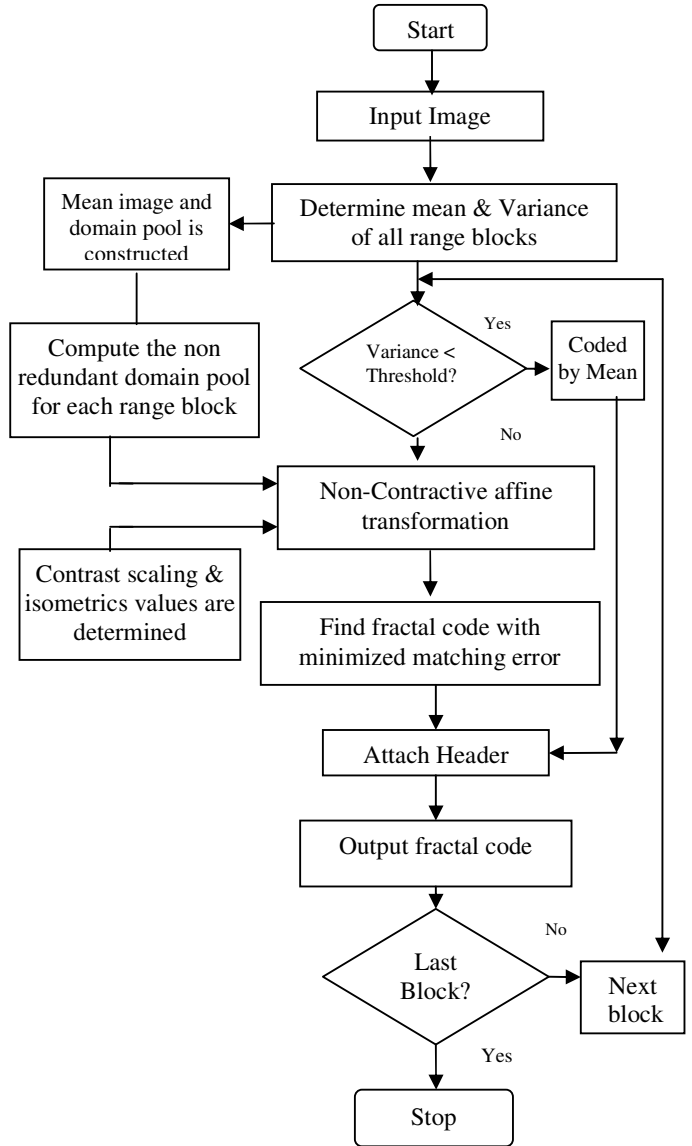 Start
Input Image
Mean image and
domain pool is
constructed
Determine mean & Variance
of all range blocks
Yes
Compute the non
redundant domain pool
for each range block
Variance <
Threshold?
Coded
by Mean
No
Non-Contractive affine
transformation
Contrast scaling &
isometrics values are
determined
Find fractal code with
minimized matching error
Attach Header
Output fractal code
No
Last
Block?
Next
block
Yes
Stop